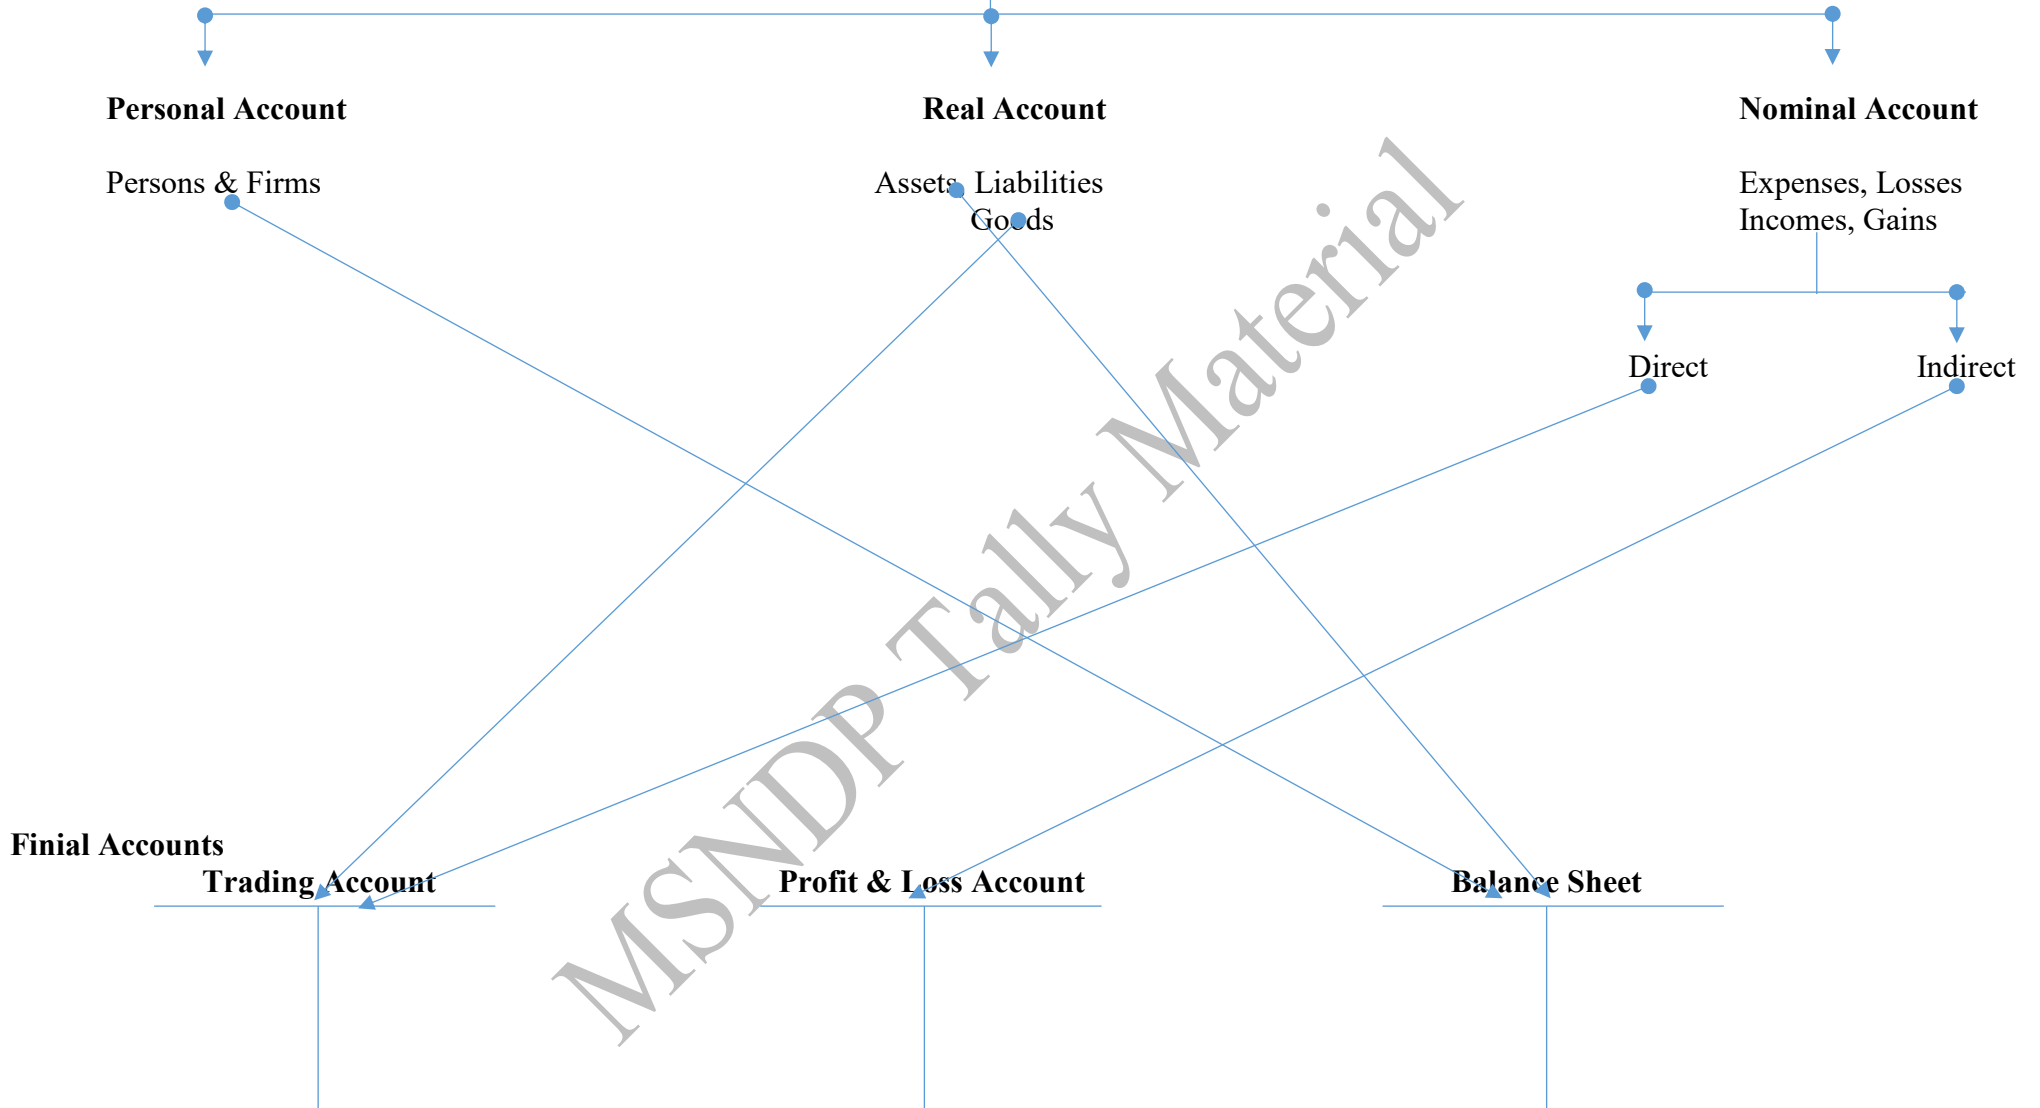 Personal Account Real Account Nominal Account
Persons & Firms Assets, Liabilities Expenses, Losses
Goods Incomes, Gains
Direct Indirect
MSNDP Tally Material
Finial Accounts
Trading Account Profit & Loss Account Balance Sheet